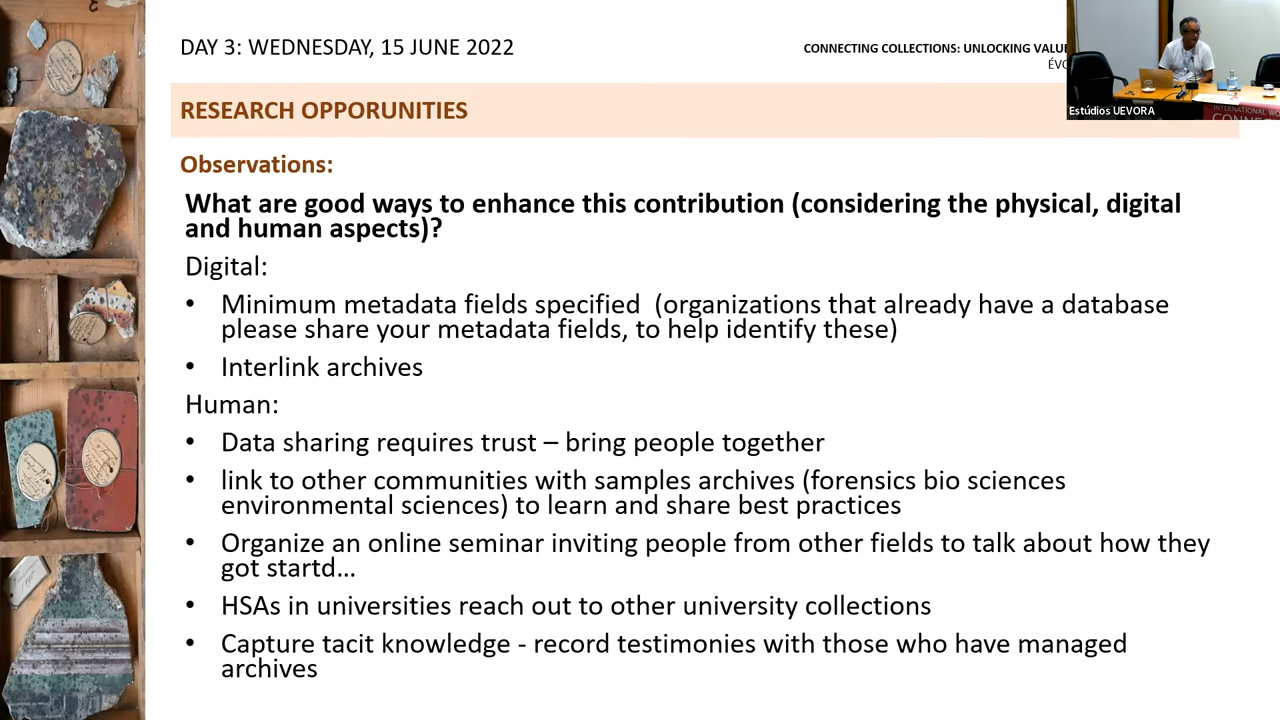 DAY 3: WEDNESDAY, 15 JUNE 2022
CONNECTING COLLECTIONS: UNLOCKING VALUE
ÉVO
Estúdios UEVORA
INTERNATIONAL WO
CONNE
RESEARCH OPPORUNITIES
Observations:
What are good ways to enhance this contribution (considering the physical, digital
and human aspects)?
Digital:
• Minimum metadata fields specified (organizations that already have a database
please share your metadata fields, to help identify these)
• Interlink archives
Human:
• Data sharing requires trust – bring people together
• link to other communities with samples archives (forensics bio sciences
environmental sciences) to learn and share best practices
• Organize an online seminar inviting people from other fields to talk about how they
got startd...
• HSAs in universities reach out to other university collections
• Capture tacit knowledge - record testimonies with those who have managed
archives